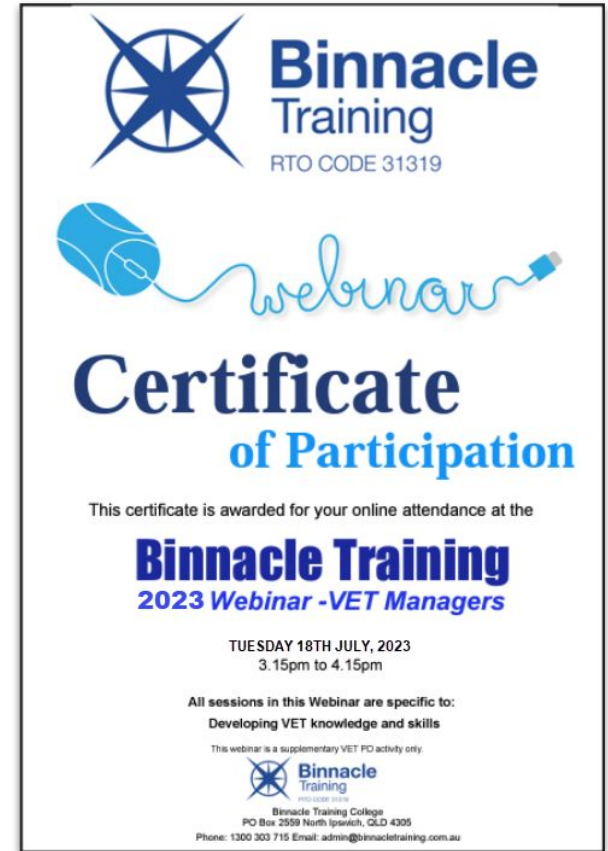 Binnacle
Training
RTO CODE 31319
webinar
Certificate
of Participation
This certificate is awarded for your online attendance at the
Binnacle Training
2023 Webinar -VET Managers
TUESDAY 18TH JULY, 2023
3.15pm to 4.15pm
All sessions in this Webinar are specific to:
Developing VET knowledge and skills
This webinar is a supplementary VET PD activity only.
Binnacle
Training
RTO CODE 31319
Binnacle Training College
PO Box 2559 North Ipswich, QLD 4305
Phone: 1300 303 715 Email: admin@binnacletraining.com.au